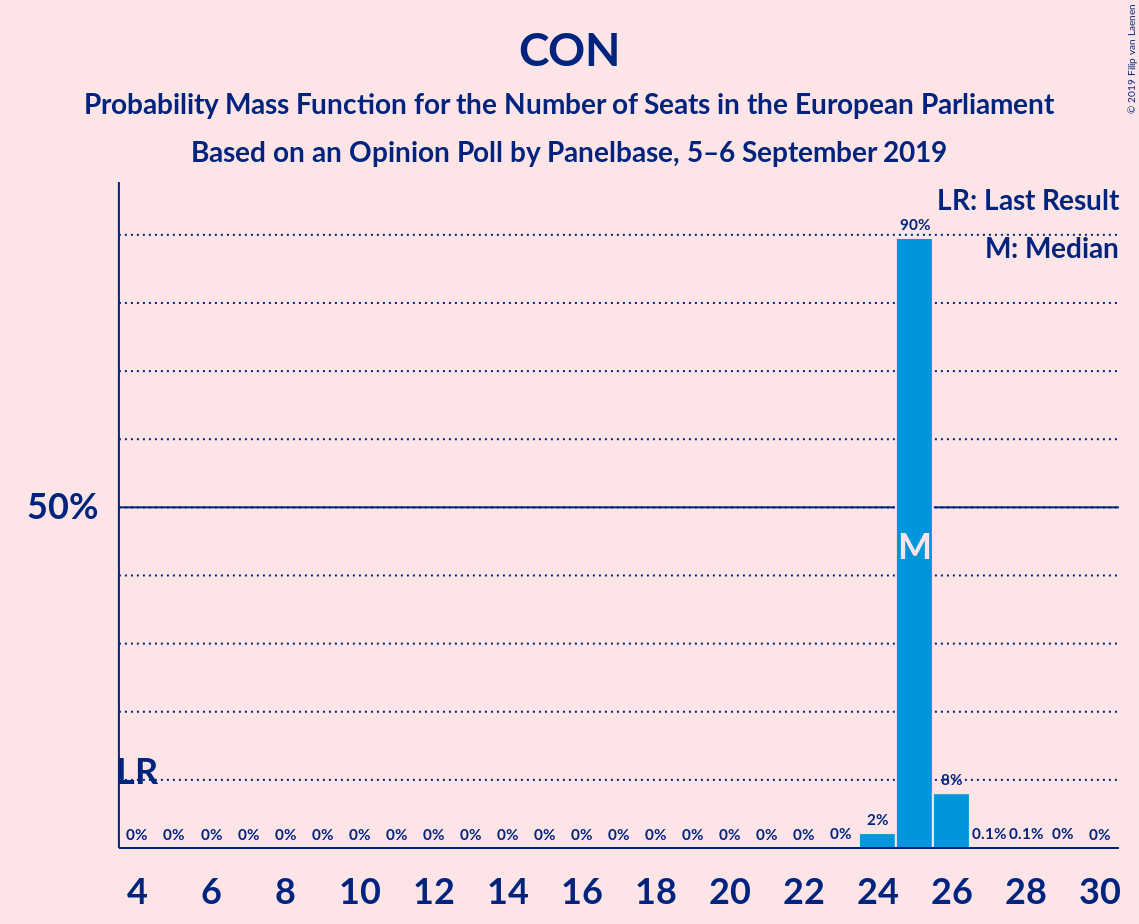 CON
Probability Mass Function for the Number of Seats in the European Parliament
Based on an Opinion Poll by Panelbase, 5–6 September 2019
© 2019 Filip van Laenen
LR: Last Result
M: Median
90%
50%
M
LR
8%
2%
0% 0% 0% 0% 0% 0% 0% 0% 0% 0% 0% 0% 0% 0% 0% 0% 0% 0% 0% 0% 0.1% 0.1% 0% 0%
4 6 8 10 12 14 16 18 20 22 24 26 28 30